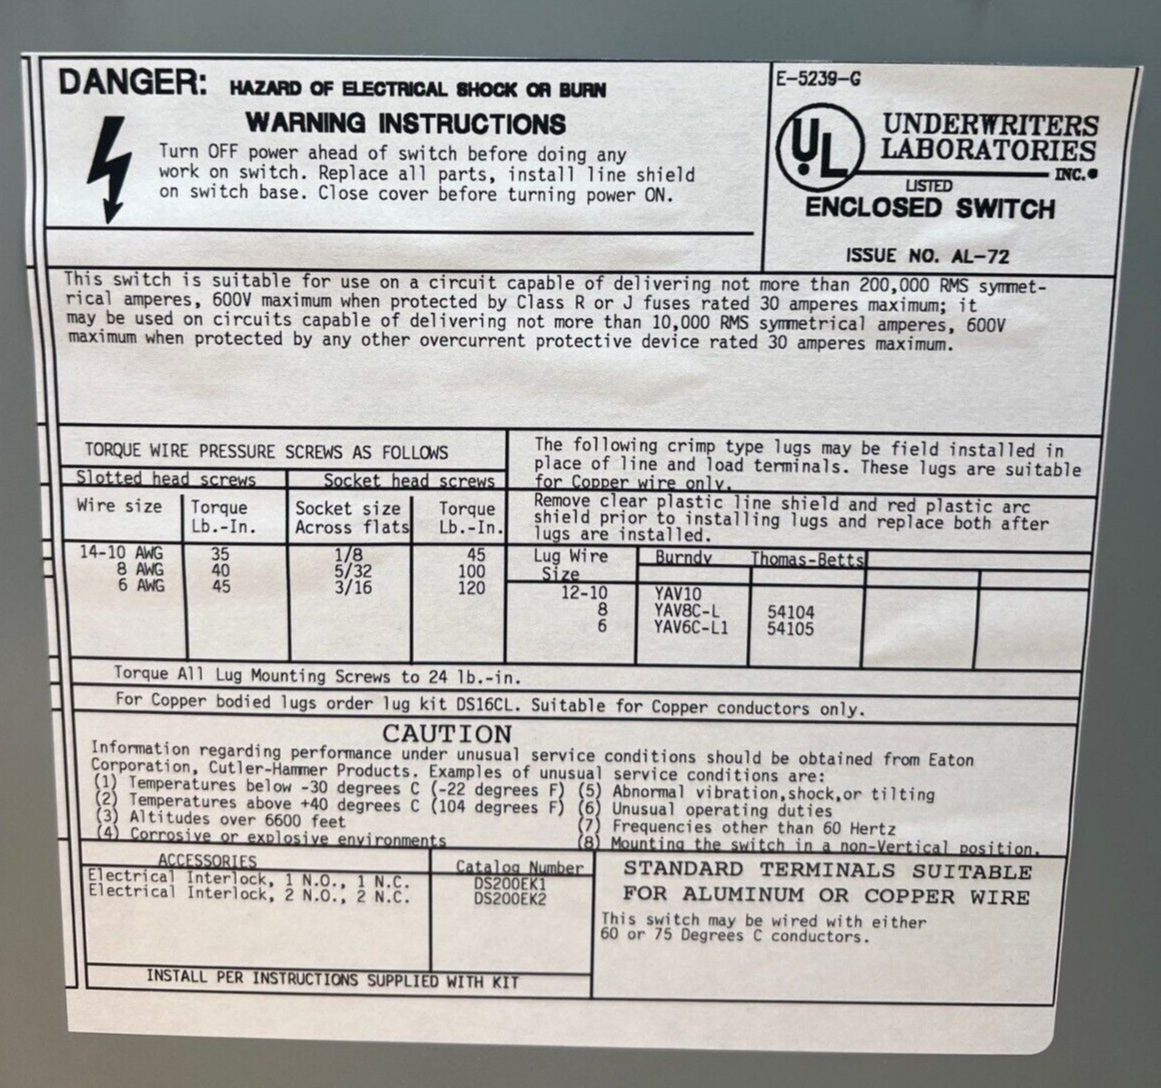 DANGER: HAZARD OF ELECTRICAL SHOCK OR BURN
WARNING INSTRUCTIONS
Turn OFF power ahead of switch before doing any
work on switch. Replace all parts, install line shield
on switch base. Close cover before turning power ON.
E-5239-G
UL
UNDERWRITERS
LABORATORIES
INC.
LISTED
ENCLOSED SWITCH
ISSUE NO. AL-72
This switch is suitable for use on a circuit capable of delivering not more than 200,000 RMS symmet-
rical amperes, 600V maximum when protected by Class R or J fuses rated 30 amperes maximum; it
may be used on circuits capable of delivering not more than 10,000 RMS symmetrical amperes, 600V
maximum when protected by any other overcurrent protective device rated 30 amperes maximum.
TORQUE WIRE PRESSURE SCREWS AS FOLLOWS
Slotted head screws Socket head screws
Wire size Torque Socket size Torque
Lb.-In. Across flats Lb.-In.
14-10 AWG 35 1/8 45
8 AWG 40 5/32 100
6 AWG 45 3/16 120
The following crimp type lugs may be field installed in
place of line and load terminals. These lugs are suitable
for Copper wire only.
Remove clear plastic line shield and red plastic arc
shield prior to installing lugs and replace both after
lugs are installed.
Lug Wire Burndy Thomas-Betts
Size
12-10 YAV10
8 YAV8C-L 54104
6 YAV6C-L1 54105
Torque All Lug Mounting Screws to 24 lb.-in.
For Copper bodied lugs order lug kit DS16CL. Suitable for Copper conductors only.
CAUTION
Information regarding performance under unusual service conditions should be obtained from Eaton
Corporation, Cutler-Hammer Products. Examples of unusual service conditions are:
(1) Temperatures below -30 degrees C (-22 degrees F) (5) Abnormal vibration,shock,or tilting
(2) Temperatures above +40 degrees C (104 degrees F) (6) Unusual operating duties
(3) Altitudes over 6600 feet (7) Frequencies other than 60 Hertz
(4) Corrosive or explosive environments (8) Mounting the switch in a non-Vertical position.
ACCESSORIES Catalog Number
Electrical Interlock, 1 N.O., 1 N.C. DS200EK1
Electrical Interlock, 2 N.O., 2 N.C. DS200EK2
INSTALL PER INSTRUCTIONS SUPPLIED WITH KIT
STANDARD TERMINALS SUITABLE
FOR ALUMINUM OR COPPER WIRE
This switch may be wired with either
60 or 75 Degrees C conductors.